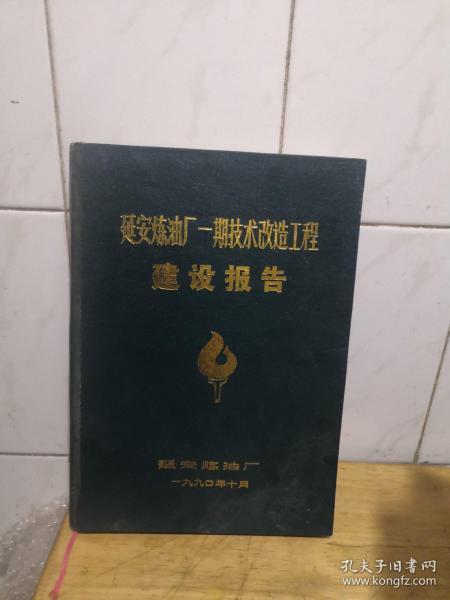 延安炼油厂一期技术改造工程
建设报告
延安炼油厂
一九九〇年十月
孔夫子旧书网
www.kongfz.com